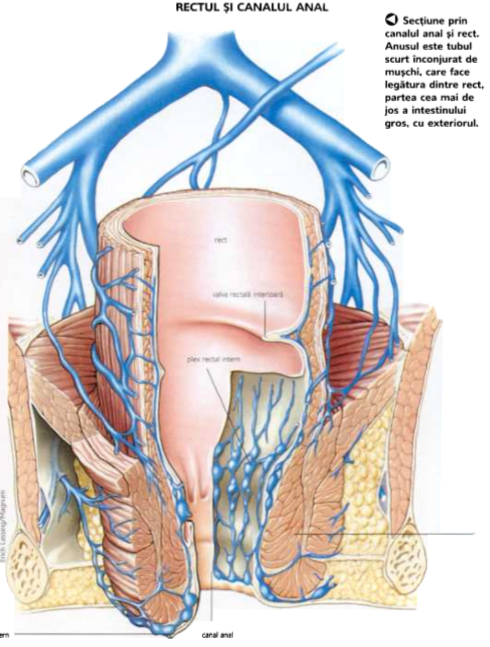 RECTUL ȘI CANALUL ANAL
Secțiune prin
canalul anal și rect.
Anusul este tubul
scurt înconjurat de
mușchi, care face
legătura dintre rect,
partea cea mai de
jos a intestinului
gros, cu exteriorul.
rect
valva rectală interioară
plex rectal intern
Erich Lessing/Magnum
ern
canal anal